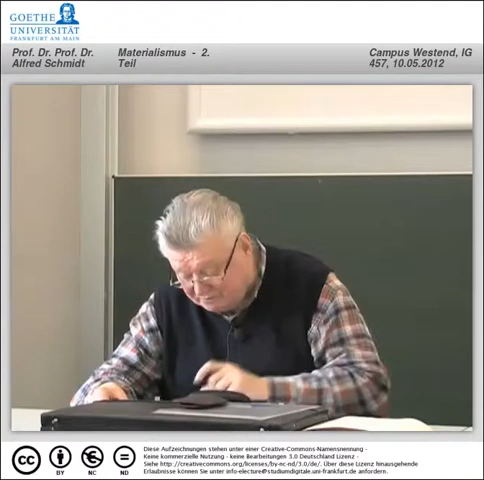 GOETHE
UNIVERSITÄT
FRANKFURT AM MAIN
Prof. Dr. Prof. Dr. Materialismus - 2. Campus Westend, IG
Alfred Schmidt Teil 457, 10.05.2012
cc BY NC ND
Diese Aufzeichnungen stehen unter einer Creative-Commons-Namensnennung -
Keine kommerzielle Nutzung - keine Bearbeitungen 3.0 Deutschland Lizenz -
Siehe http://creativecommons.org/licenses/by-nc-nd/3.0/de/. Über diese Lizenz hinausgehende
Erlaubnisse können Sie unter info-electure@studiumdigitale.uni-frankfurt.de anfordern.